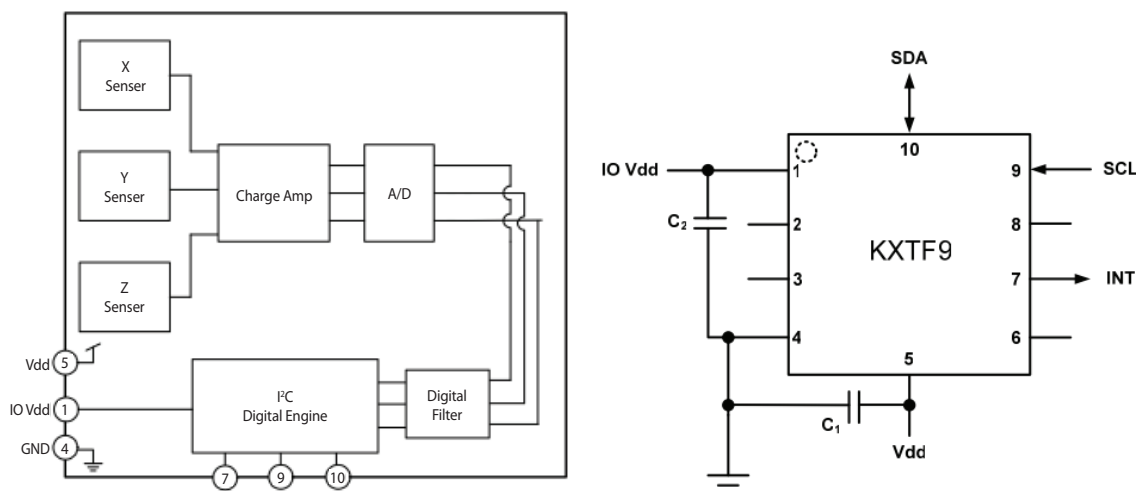 X
Senser
Y
Senser
Z
Senser
Charge Amp
A/D
Vdd
5
IO Vdd
1
GND
4
I²C
Digital Engine
Digital
Filter
7
9
10
SDA
10
IO Vdd
1
9
SCL
C₂
2
8
KXTF9
3
7
INT
4
6
5
C₁
Vdd